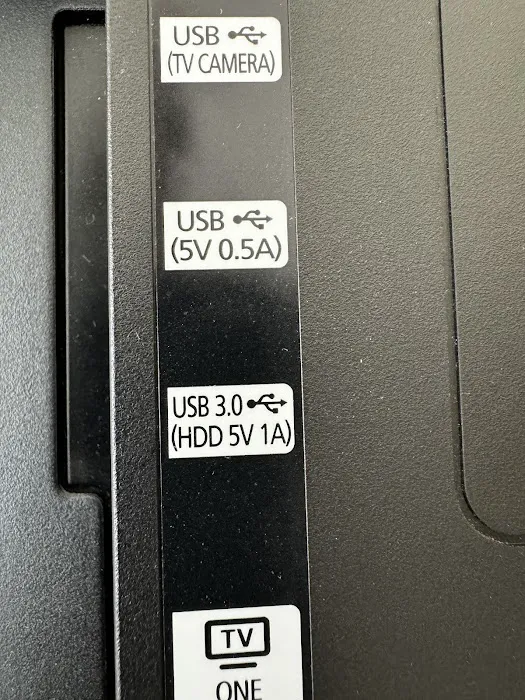 USB
(TV CAMERA)
USB
(5V 0.5A)
USB 3.0
(HDD 5V 1A)
TV
ONE